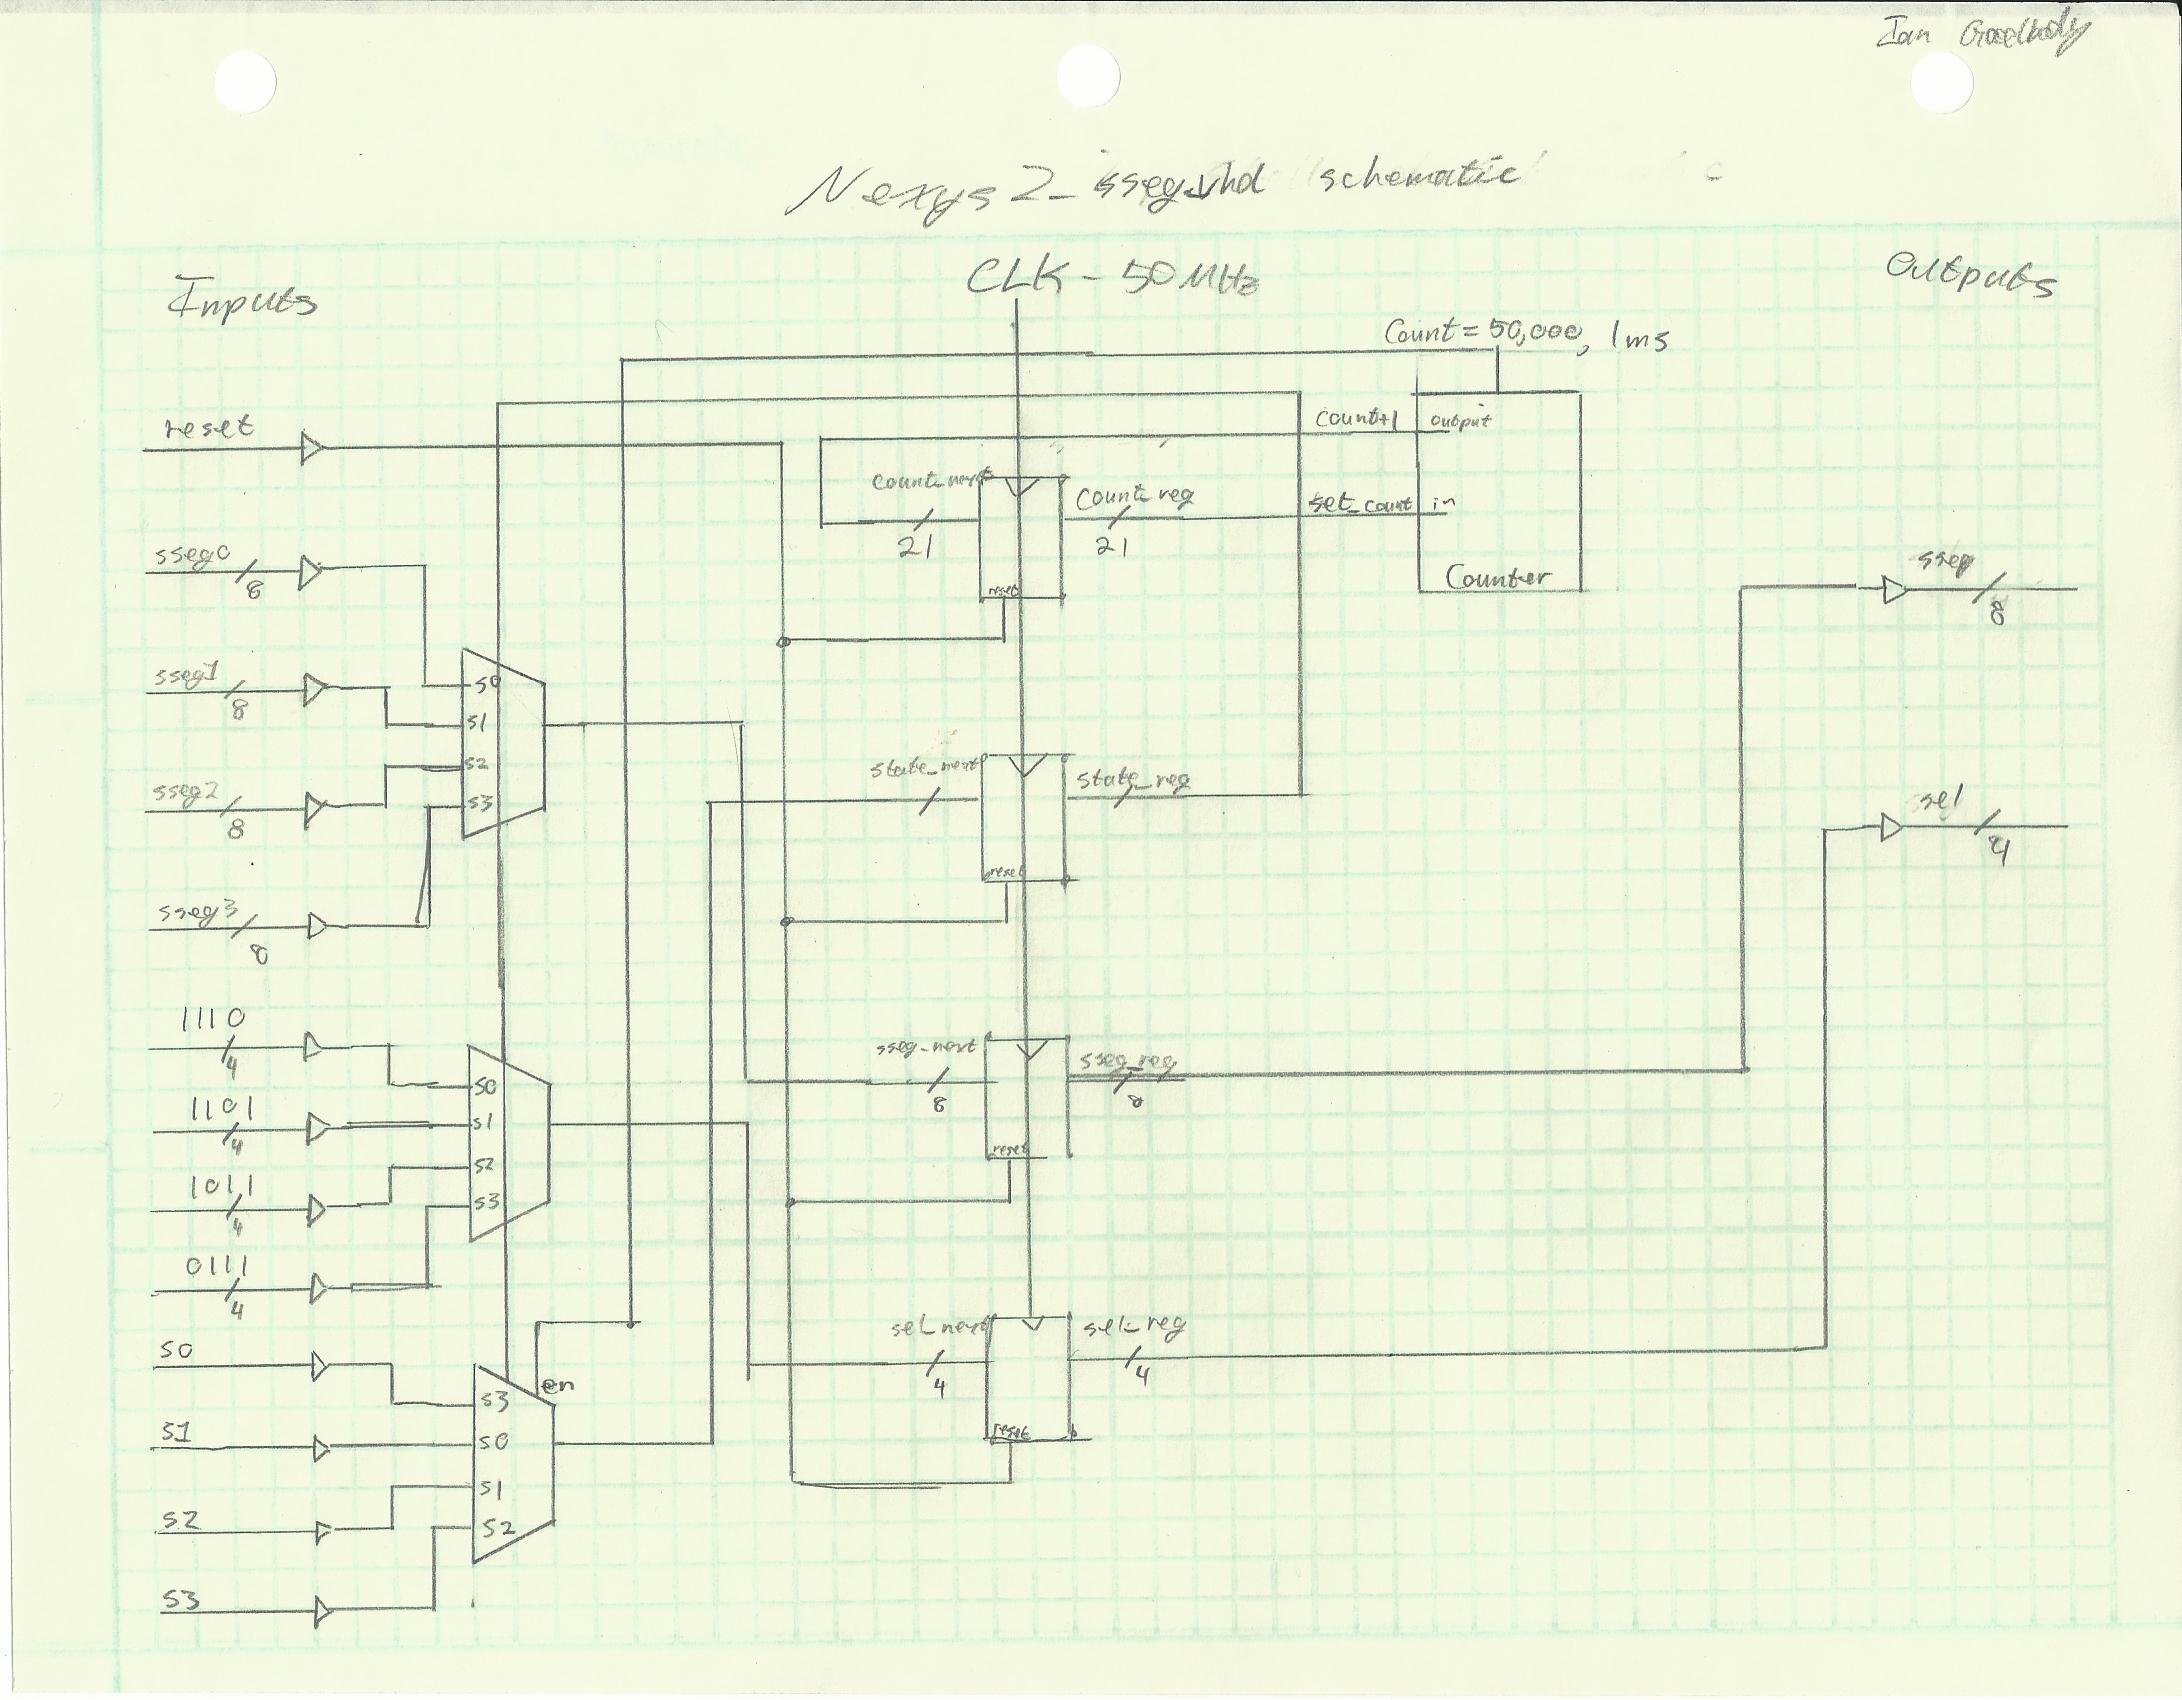 Ian Goodbody
Nexys2_sseg.vhd schematic
Inputs
CLK - 50 MHz
Outputs
Count = 50,000, 1ms
reset
count+1
output
count_next
count_reg
set_count
in
21
21
reset
Counter
sseg0
8
sseg1
8
sseg2
8
sseg3
8
S0
S1
S2
S3
state_next
state_reg
reset
sseg
8
sel
4
1110
4
1101
4
1011
4
0111
4
S0
S1
S2
S3
sseg_next
sseg_reg
8
8
reset
S0
S1
S2
S3
en
S3
S0
S1
S2
sel_next
sel_reg
4
4
reset